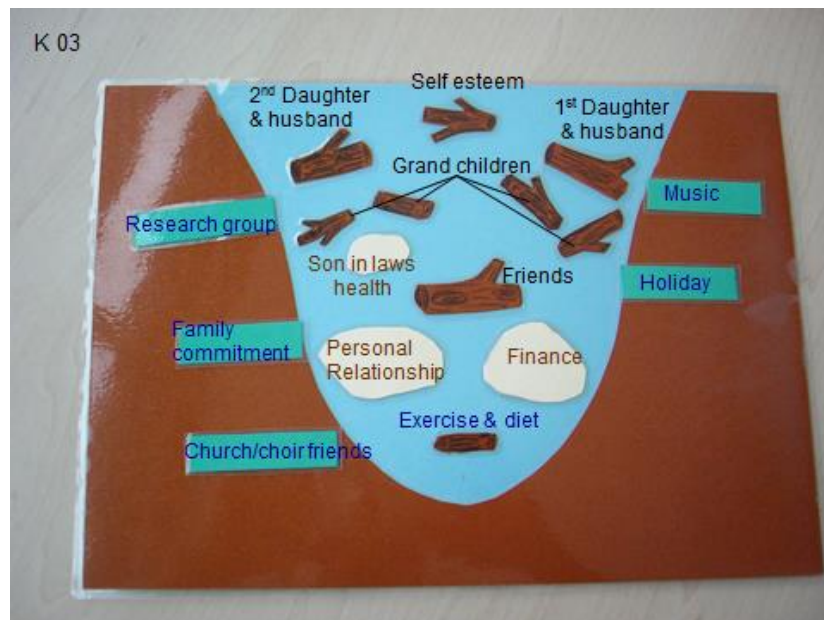 K 03
Self esteem
2nd Daughter
& husband
1st Daughter
& husband
Grand children
Research group
Music
Son in laws
health
Friends
Holiday
Family
commitment
Personal
Relationship
Finance
Exercise & diet
Church/choir friends